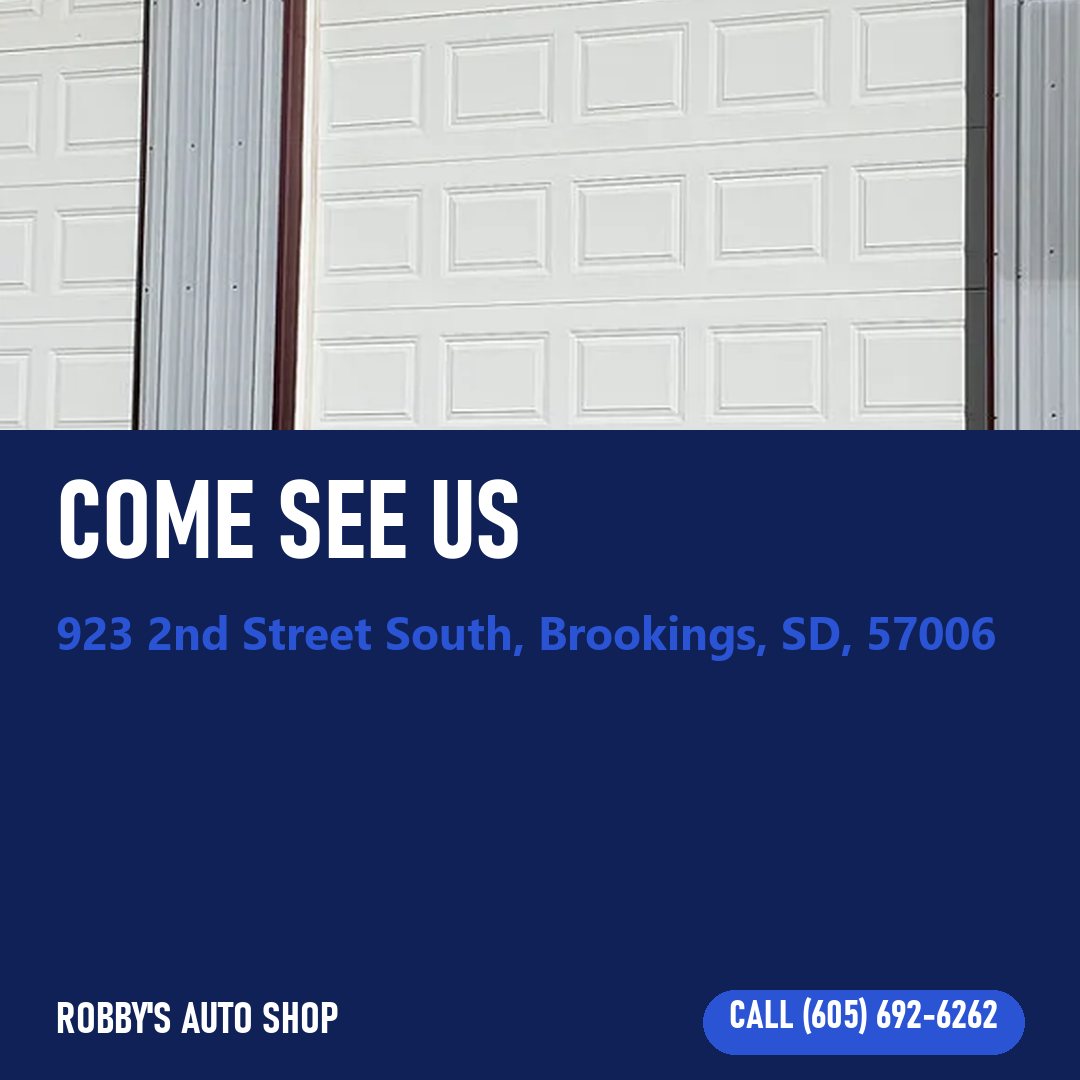 COME SEE US
923 2nd Street South, Brookings, SD, 57006
ROBBY'S AUTO SHOP
CALL (605) 692-6262